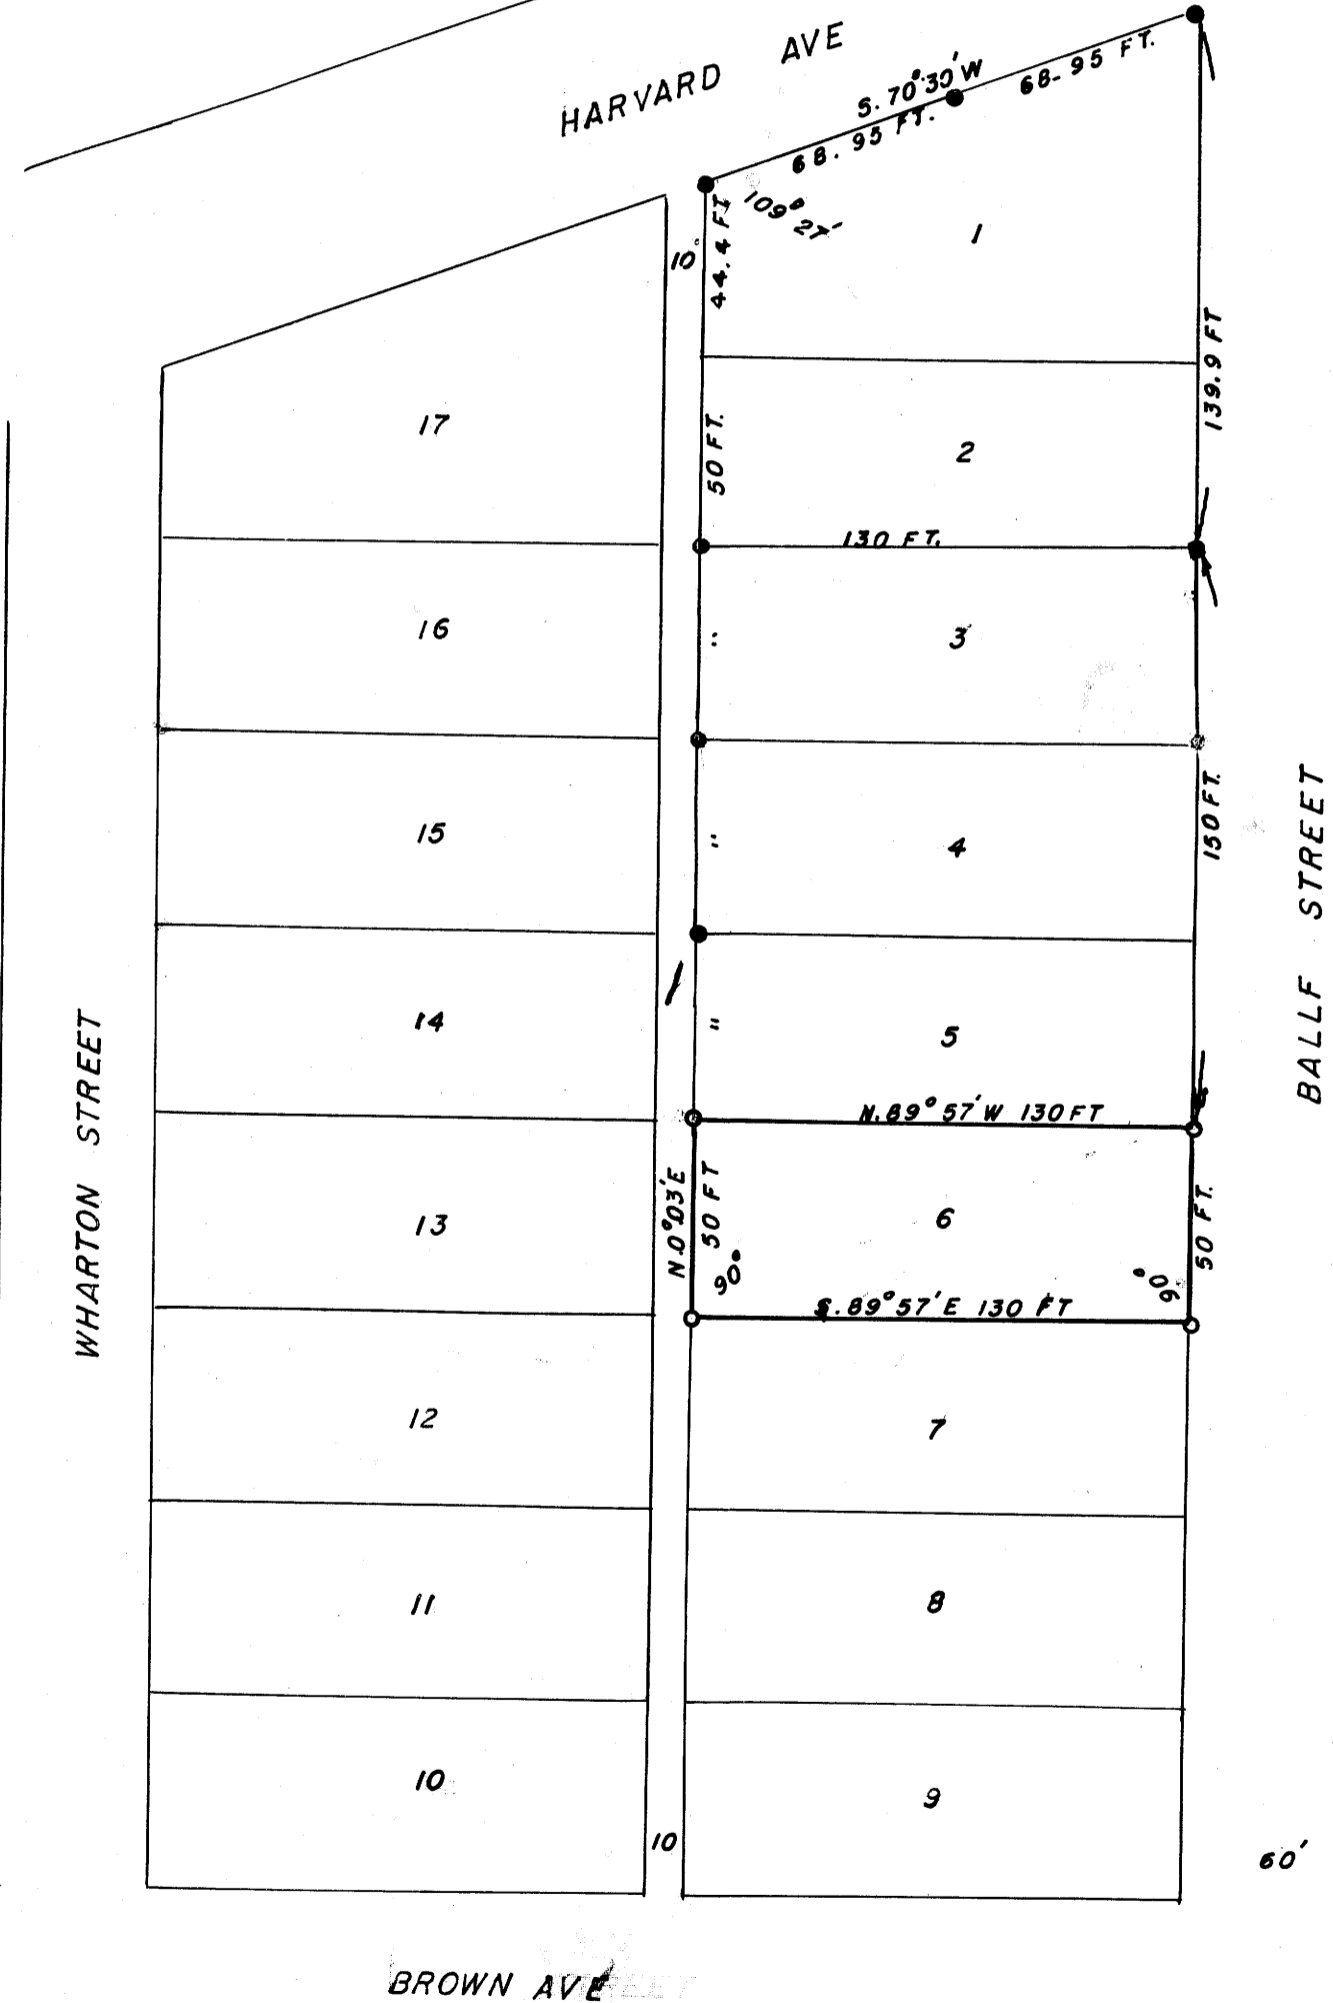 HARVARD AVE
S. 70° 30' W
68.95 FT.
68-95 FT.
109° 27'
44.4 FT
10'
1
139.9 FT
17
50 FT.
2
130 FT.
16
"
3
15
"
4
150 FT.
BALLF STREET
14
"
5
WHARTON STREET
N. 89° 57' W 130 FT
N. 0° 03' E
50 FT
13
6
50 FT.
90°
90°
S. 89° 57' E 130 FT
12
7
11
8
10
9
10
60'
BROWN AVE